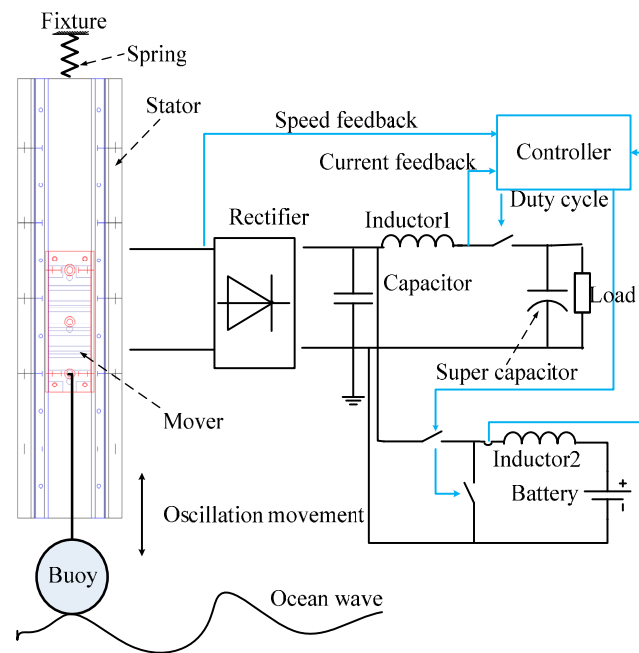 Fixture
Spring
Stator
Speed feedback
Controller
Current feedback
Duty cycle
Rectifier
Inductor1
Capacitor
Load
Super capacitor
Mover
Inductor2
Battery
+
-
Oscillation movement
Buoy
Ocean wave